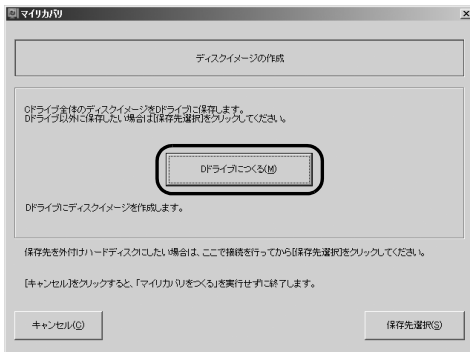 マイリカバリ
ディスクイメージの作成
Cドライブ全体のディスクイメージをDドライブに保存します。
Dドライブ以外に保存したい場合は[保存先選択]をクリックしてください。
Dドライブにつくる(M)
Dドライブにディスクイメージを作成します。
保存先を外付けハードディスクにしたい場合は、ここで接続を行ってから[保存先選択]をクリックしてください。
[キャンセル]をクリックすると、「マイリカバリをつくる」を実行せずに終了します。
キャンセル(C)
保存先選択(S)